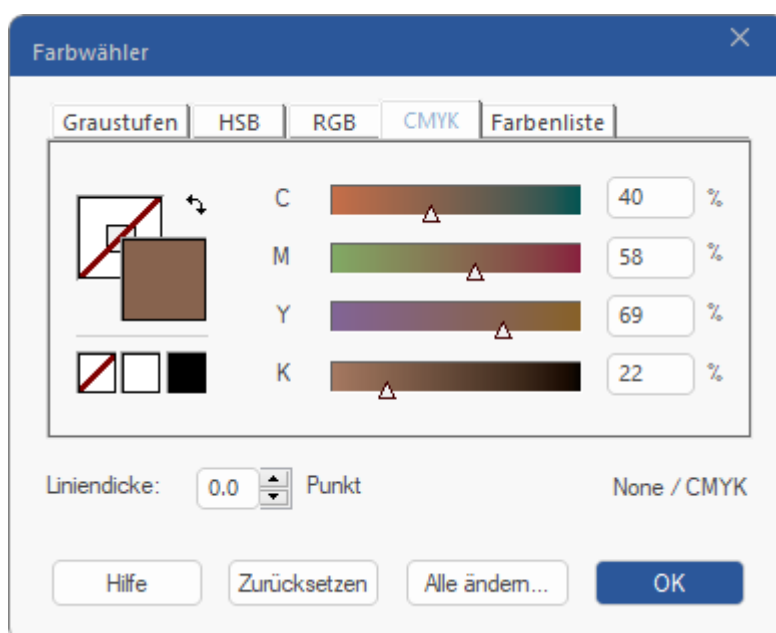 Farbwähler
Graustufen HSB RGB CMYK Farbenliste
C 40 %
M 58 %
Y 69 %
K 22 %
Liniendicke: 0.0 Punkt None / CMYK
Hilfe Zurücksetzen Alle ändern... OK